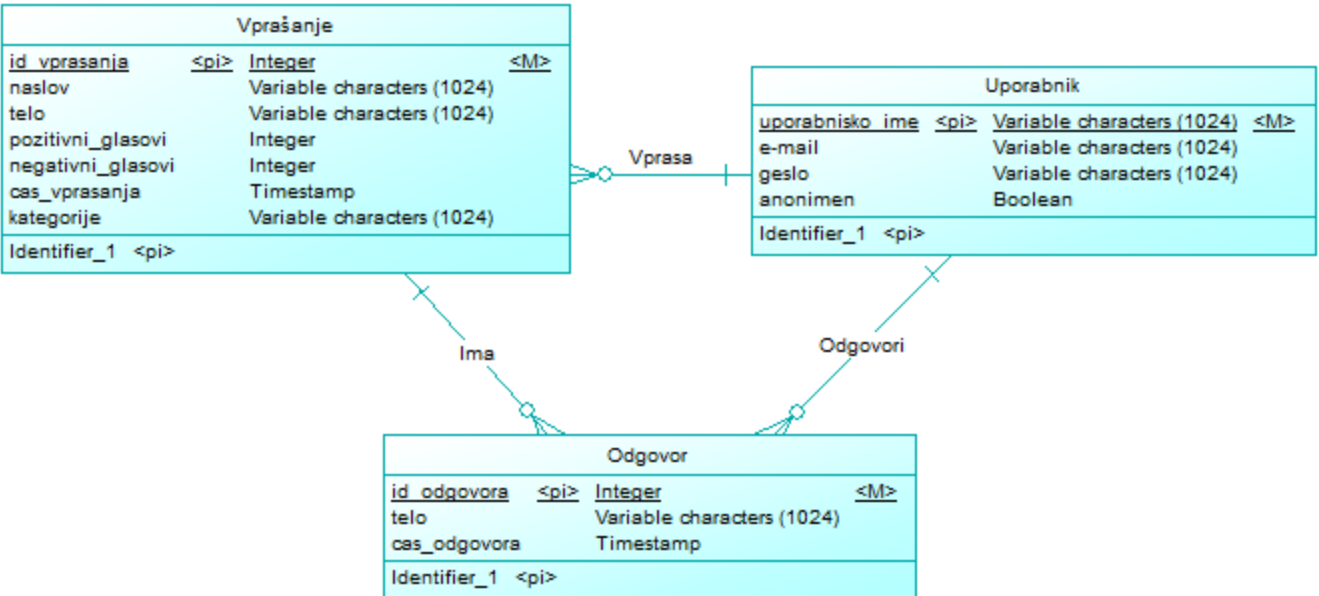 Vprašanje
id_vprasanja <pi> Integer <M>
naslov Variable characters (1024)
telo Variable characters (1024)
pozitivni_glasovi Integer
negativni_glasovi Integer
cas_vprasanja Timestamp
kategorije Variable characters (1024)
Identifier_1 <pi>
Vprasa
Uporabnik
uporabnisko_ime <pi> Variable characters (1024) <M>
e-mail Variable characters (1024)
geslo Variable characters (1024)
anonimen Boolean
Identifier_1 <pi>
Ima
Odgovori
Odgovor
id_odgovora <pi> Integer <M>
telo Variable characters (1024)
cas_odgovora Timestamp
Identifier_1 <pi>